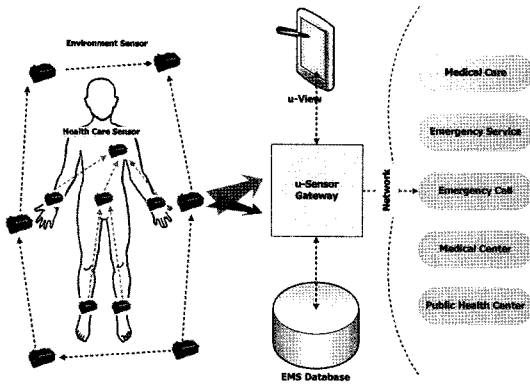 Environment Sensor
Health Care Sensor
u-View
u-Sensor
Gateway
Network
Medical Care
Emergency Service
Emergency Call
Medical Center
Public Health Center
EMS Database